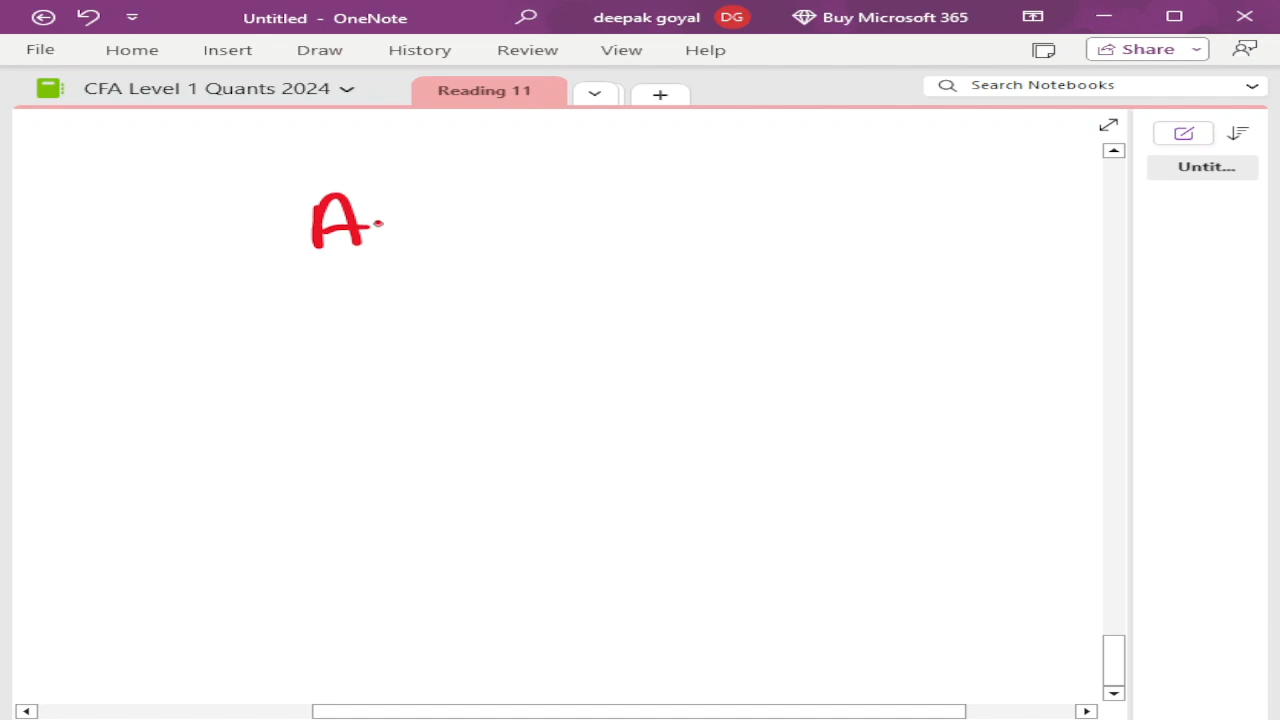 Untitled - OneNote
deepak goyal
DG
Buy Microsoft 365
File
Home
Insert
Draw
History
Review
View
Help
Share
CFA Level 1 Quants 2024
Reading 11
+
Search Notebooks
Untit...
A